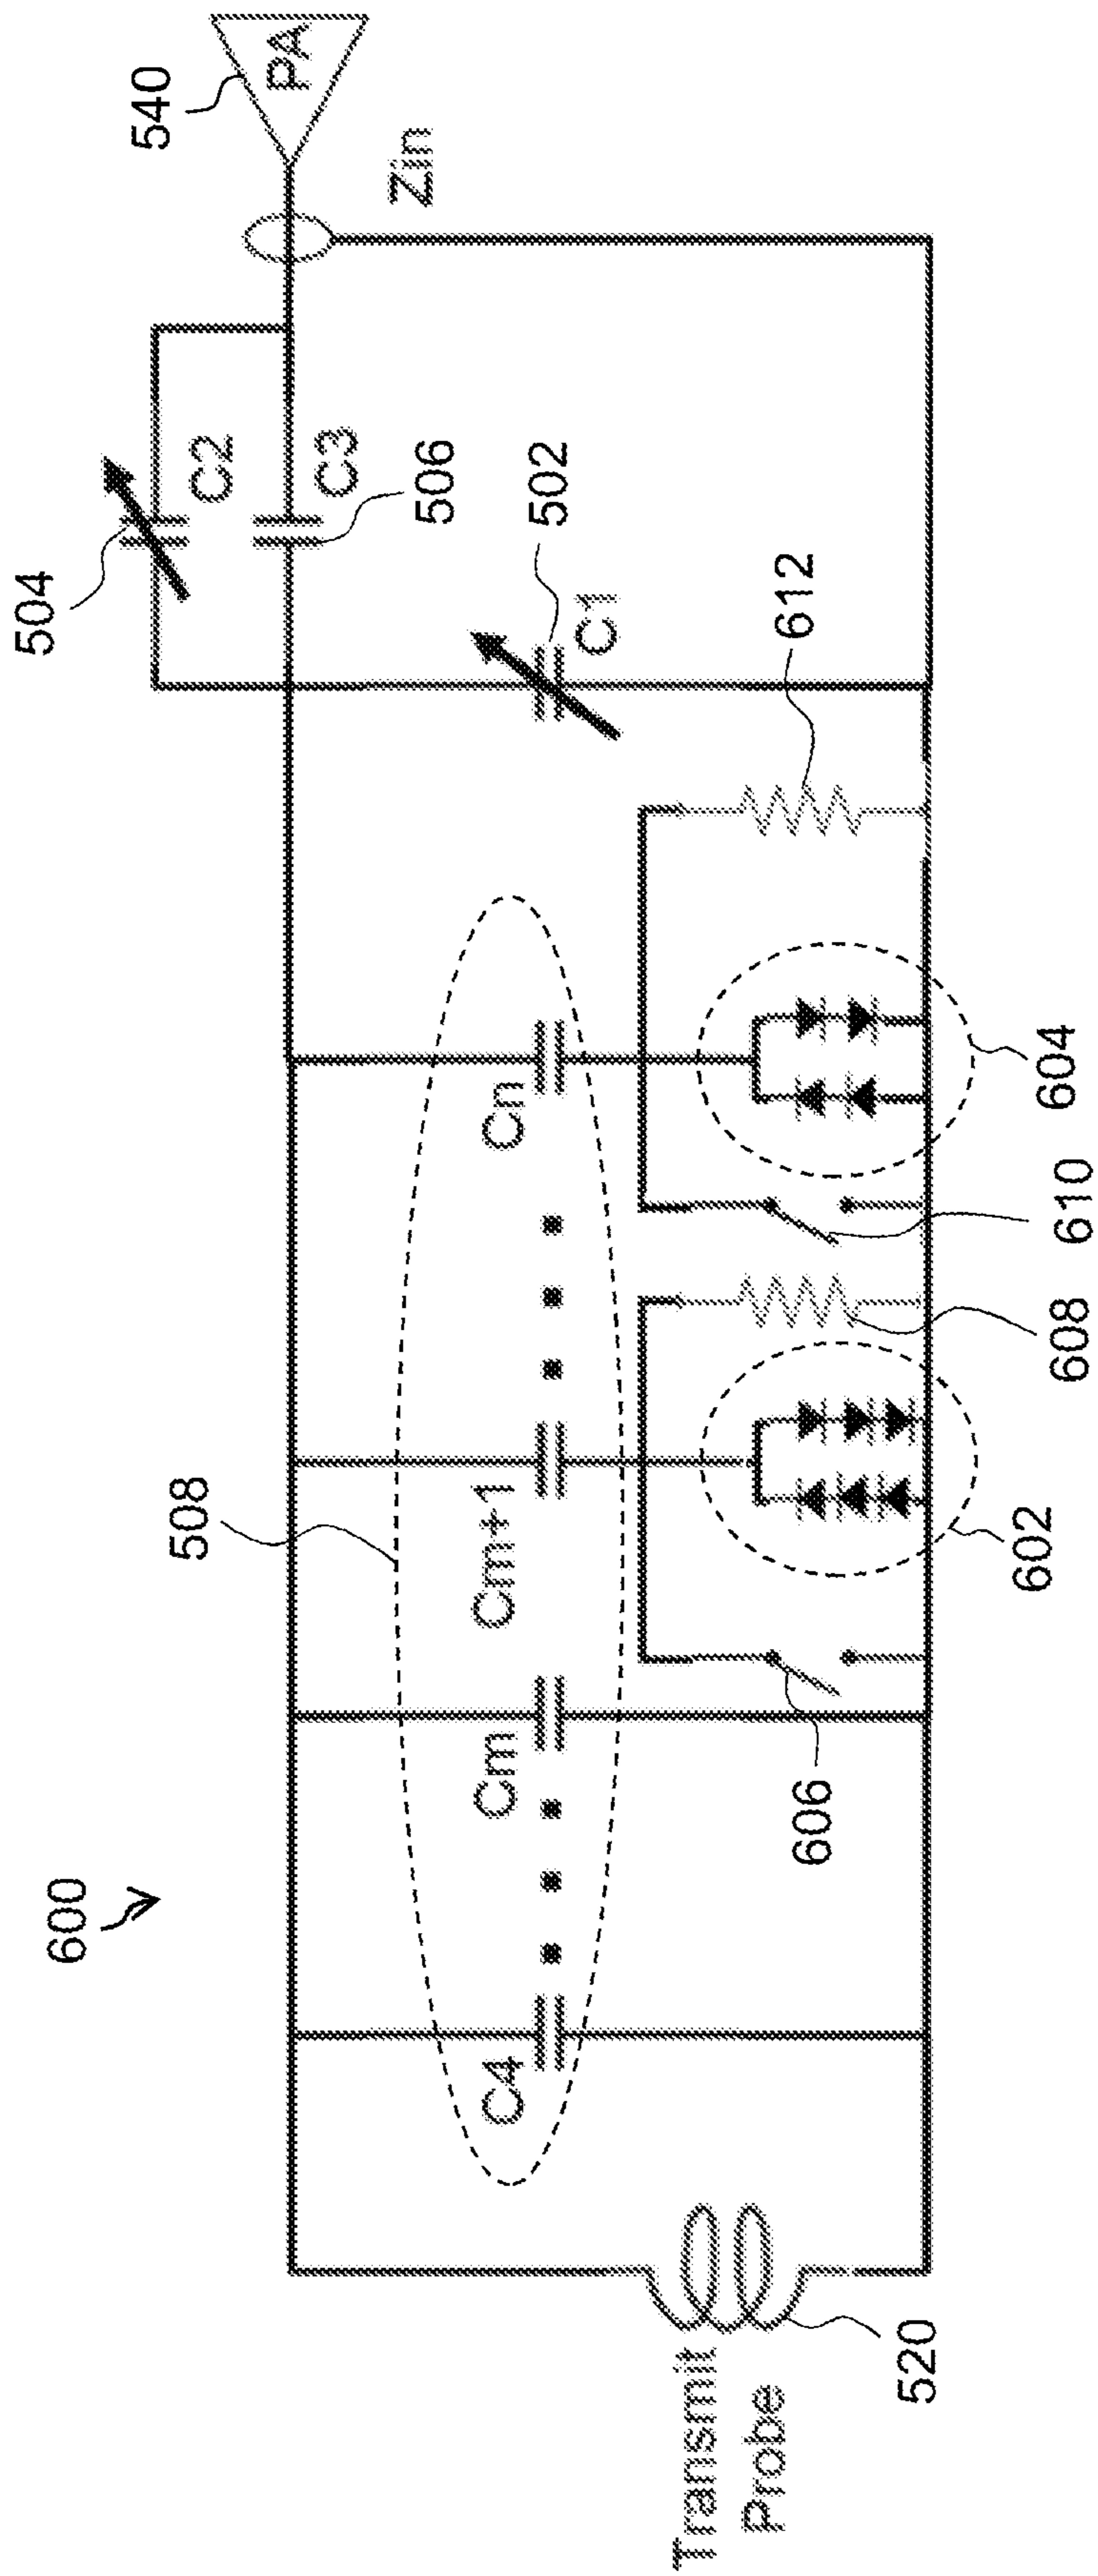 600
540
PA
Zin
504
C2
C3
506
502
C1
612
508
C4
Cm
Cm+1
Cn
606
602
608
610
604
Transmit
Probe
520